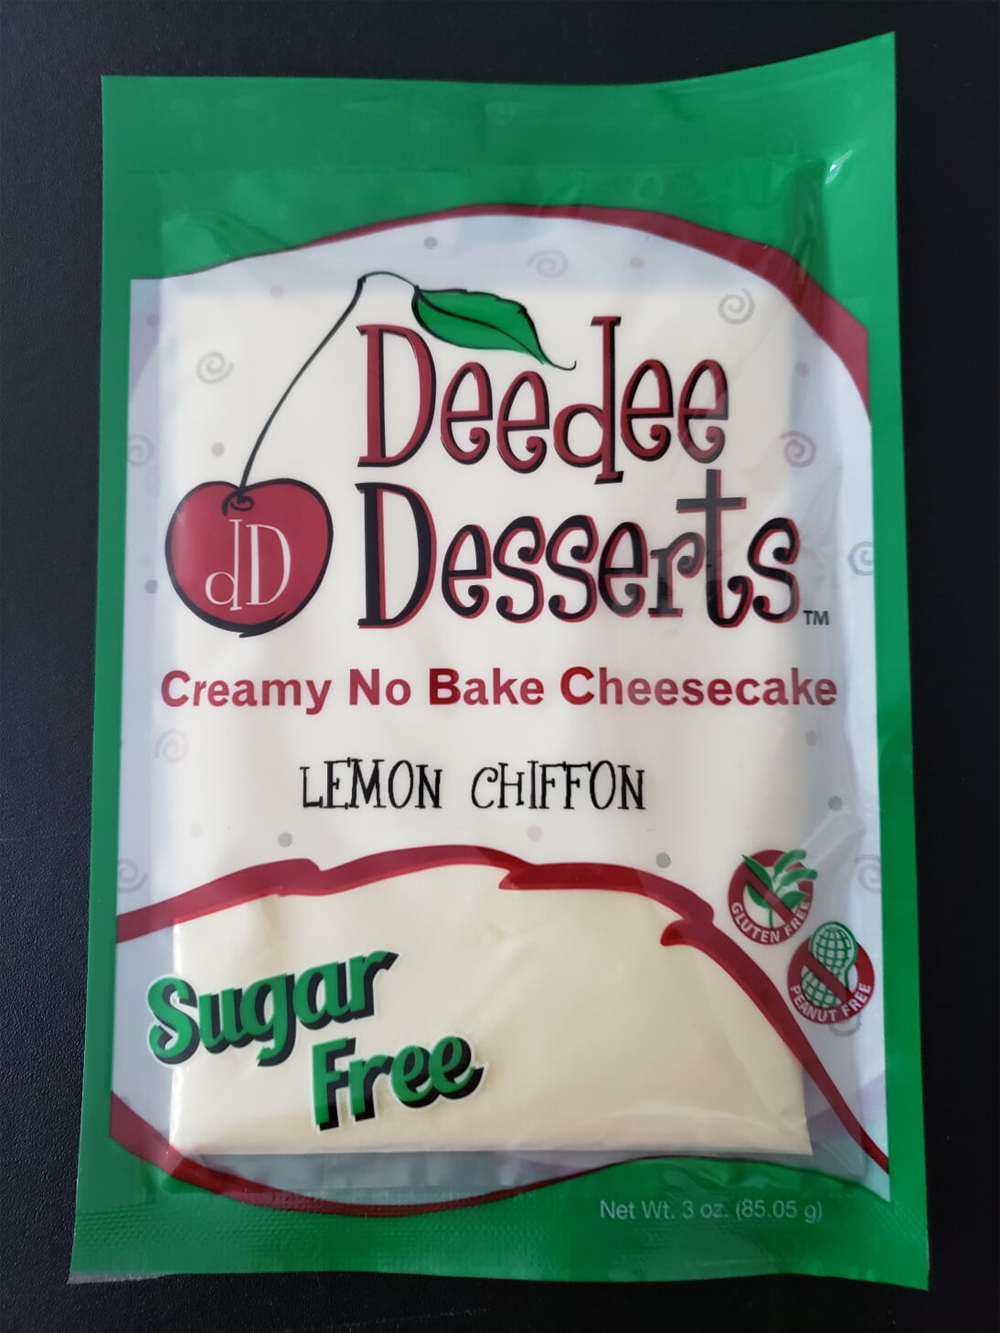 Deedee
Desserts™
dD
Creamy No Bake Cheesecake
LEMON CHIFFON
GLUTEN FREE
PEANUT FREE
Sugar
Free
Net Wt. 3 oz. (85.05 g)